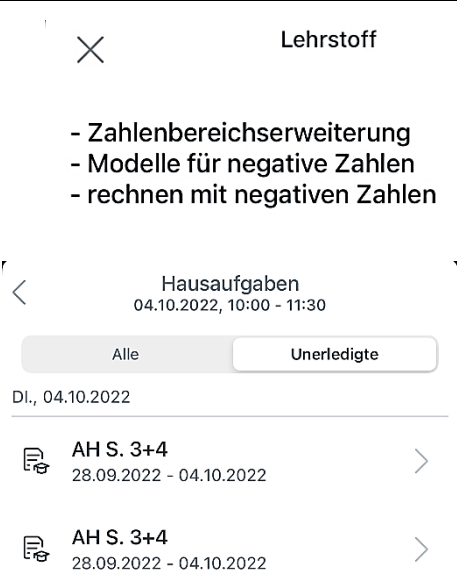 Lehrstoff
- Zahlenbereichserweiterung
- Modelle für negative Zahlen
- rechnen mit negativen Zahlen
Hausaufgaben
04.10.2022, 10:00 - 11:30
Alle Unerledigte
DI., 04.10.2022
AH S. 3+4
28.09.2022 - 04.10.2022
AH S. 3+4
28.09.2022 - 04.10.2022